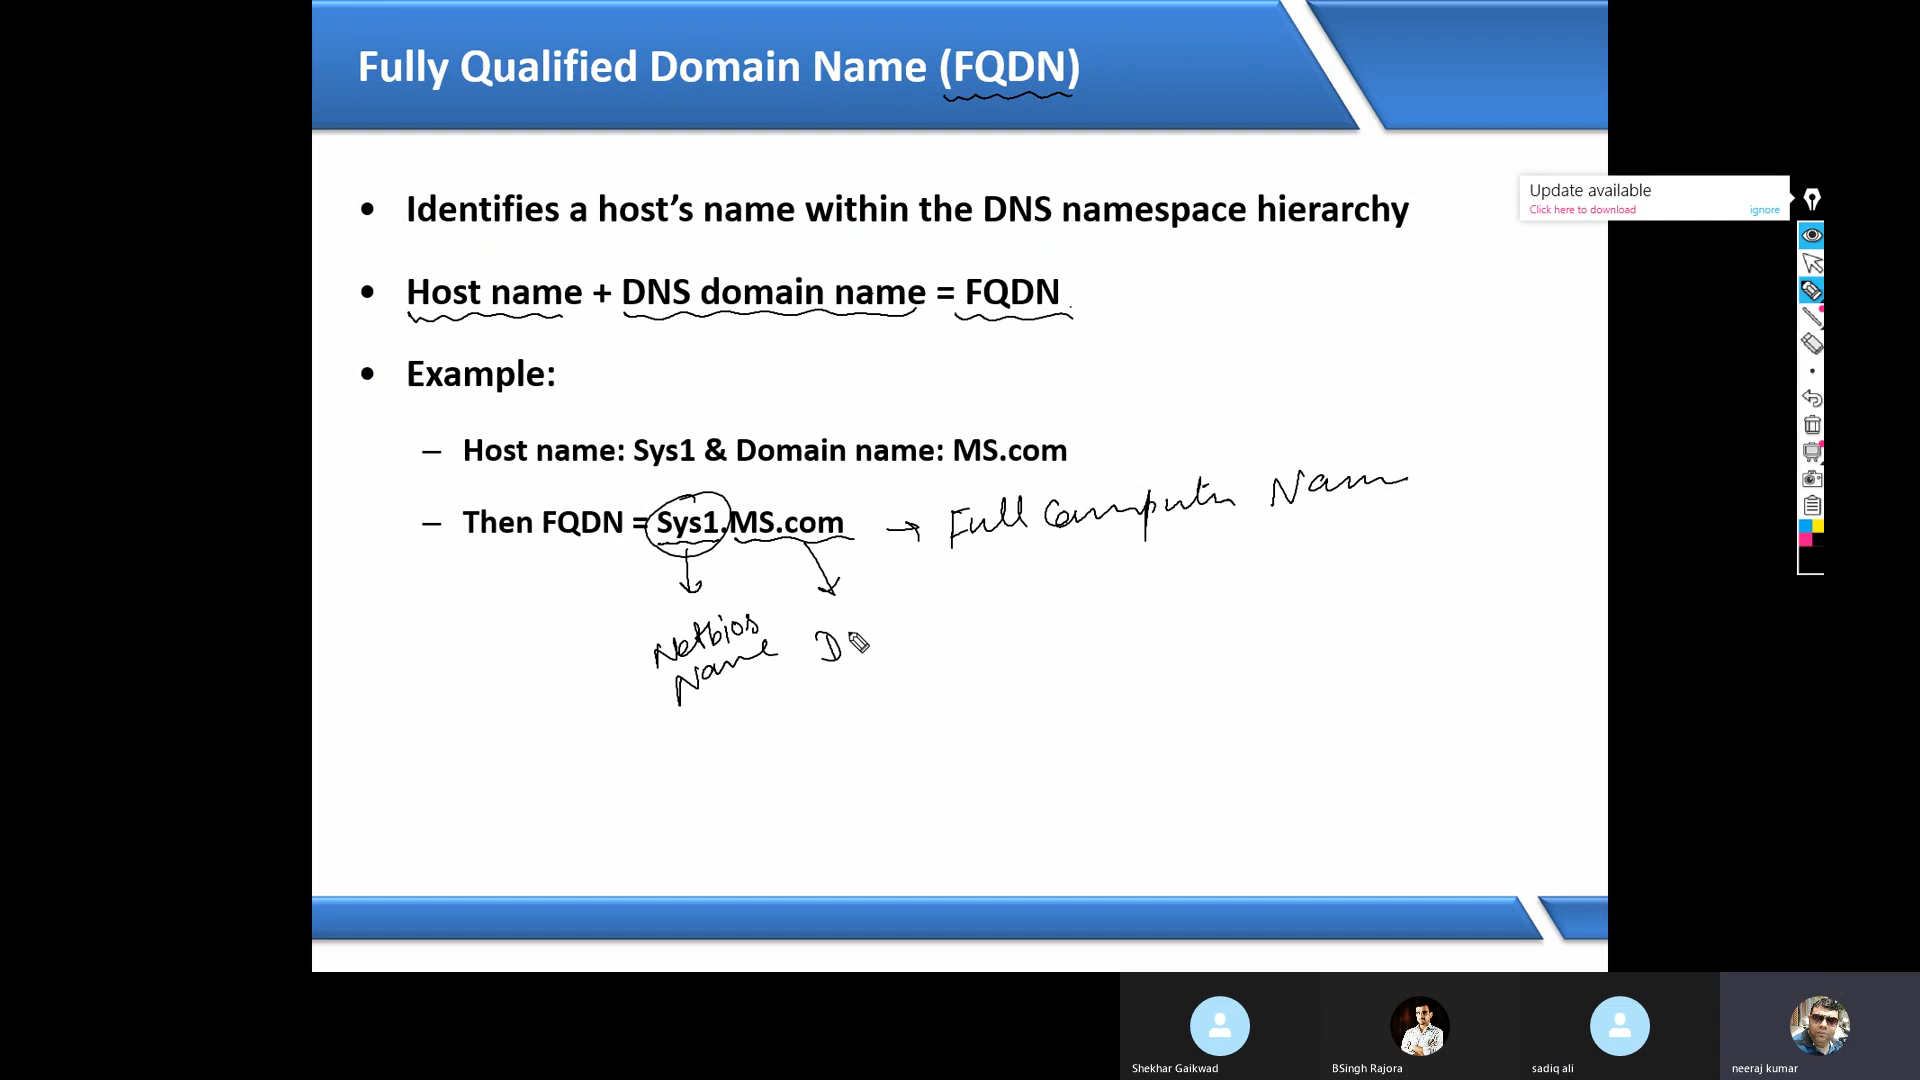 Fully Qualified Domain Name (FQDN)
Update available
Click here to download ignore
• Identifies a host’s name within the DNS namespace hierarchy
• Host name + DNS domain name = FQDN
• Example:
– Host name: Sys1 & Domain name: MS.com
– Then FQDN = Sys1.MS.com → Full Computer Name
Netbios
Name
D
Shekhar Gaikwad
BSingh Rajora
sadiq ali
neeraj kumar